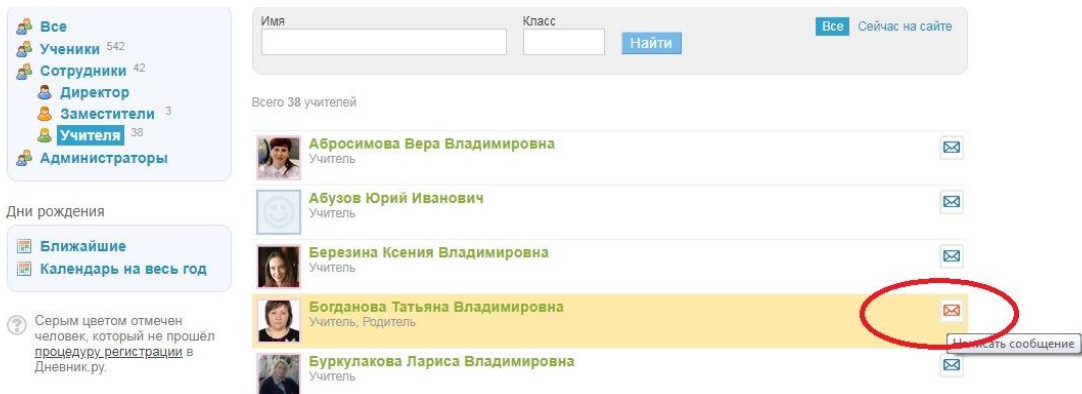 Все
Ученики 542
Сотрудники 42
Директор
Заместители 3
Учителя 38
Администраторы
Дни рождения
Ближайшие
Календарь на весь год
Серым цветом отмечен
человек, который не прошёл
процедуру регистрации в
Дневник.ру.
Имя
Класс
Найти
Все Сейчас на сайте
Всего 38 учителей
Абросимова Вера Владимировна
Учитель
Абузов Юрий Иванович
Учитель
Березина Ксения Владимировна
Учитель
Богданова Татьяна Владимировна
Учитель, Родитель
Написать сообщение
Буркулакова Лариса Владимировна
Учитель